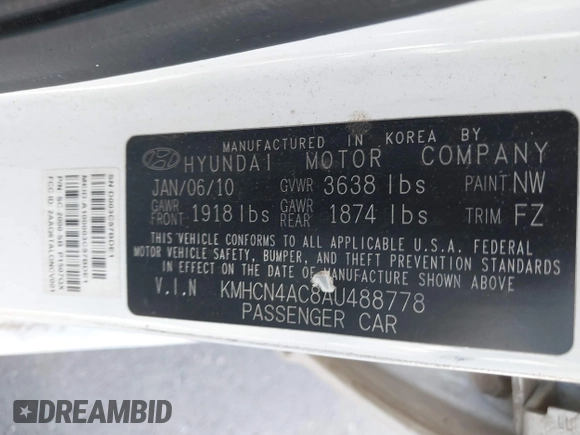 MANUFACTURED IN KOREA BY
HYUNDAI MOTOR COMPANY
JAN/06/10 GVWR 3638 lbs PAINT NW
GAWR FRONT 1918 lbs GAWR REAR 1874 lbs TRIM FZ
THIS VEHICLE CONFORMS TO ALL APPLICABLE U.S.A. FEDERAL
MOTOR VEHICLE SAFETY, BUMPER, AND THEFT PREVENTION STANDARDS
IN EFFECT ON THE DATE OF MANUFACTURE SHOWN ABOVE.
V.I.N KMHCN4AC8AU488778
PASSENGER CAR
DREAMBID